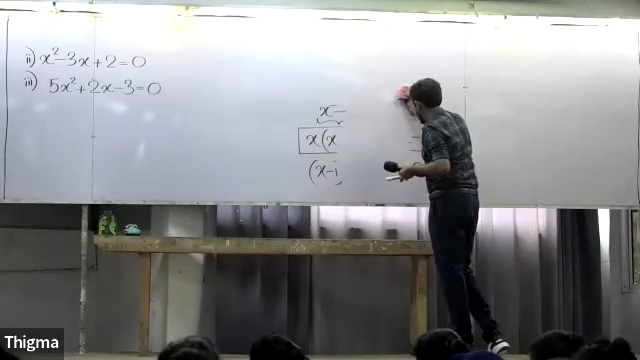 ii) x²-3x+2=0
iii) 5x²+2x-3=0
x-
x(x
(x-
Thigma